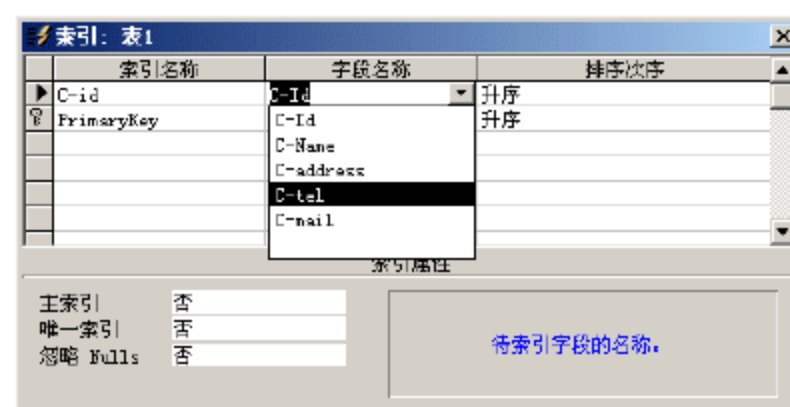 索引: 表1
索引名称 字段名称 排序次序
C-id C-Id 升序
PrimaryKey 升序
C-Id
C-Name
C-address
C-tel
C-mail
索引属性
主索引 否
唯一索引 否
忽略 Nulls 否
待索引字段的名称。